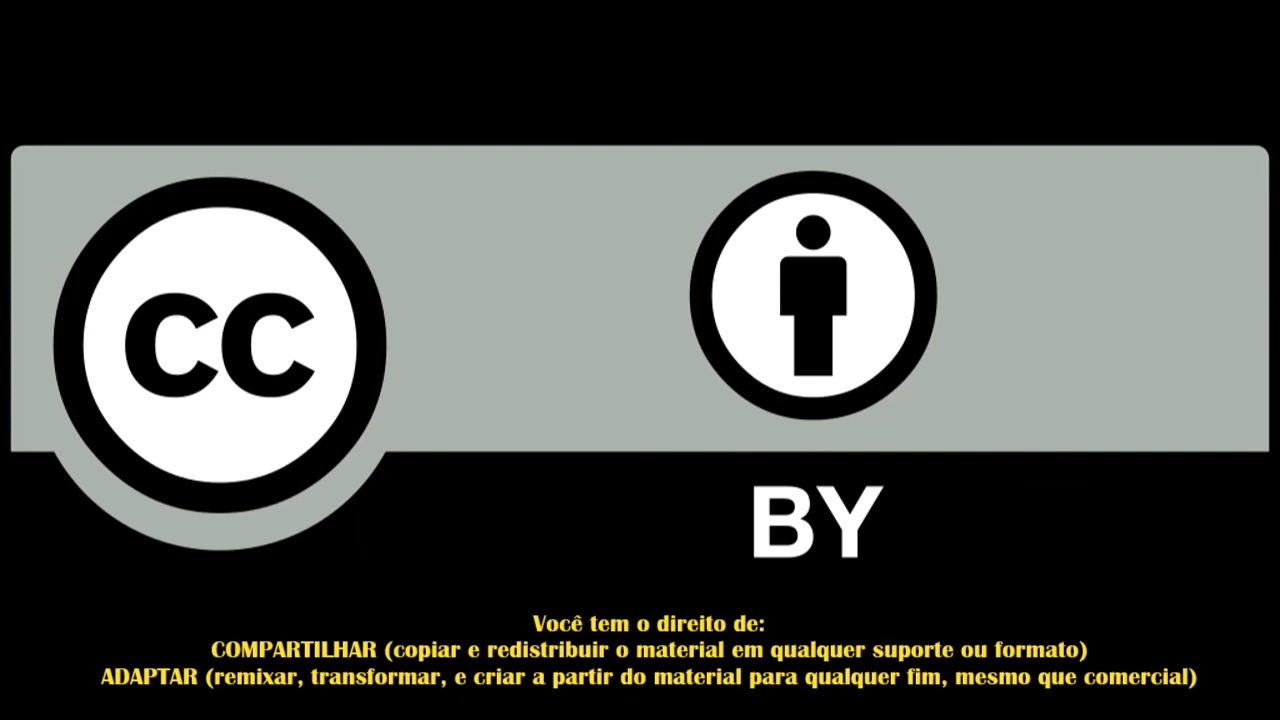 CC
BY
Você tem o direito de:
COMPARTILHAR (copiar e redistribuir o material em qualquer suporte ou formato)
ADAPTAR (remixar, transformar, e criar a partir do material para qualquer fim, mesmo que comercial)